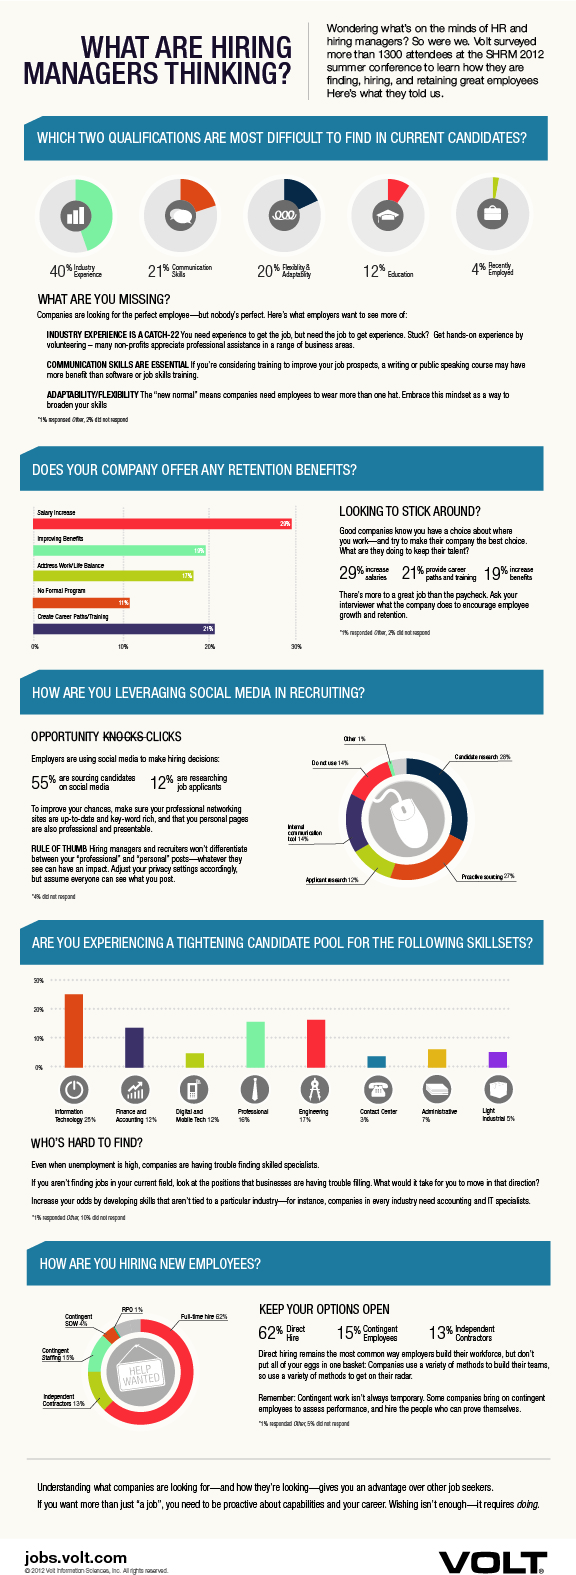 WHAT ARE HIRING
MANAGERS THINKING?
Wondering what's on the minds of HR and
hiring managers? So were we. Volt surveyed
more than 1300 attendees at the SHRM 2012
summer conference to learn how they are
finding, hiring, and retaining great employees
Here's what they told us.
WHICH TWO QUALIFICATIONS ARE MOST DIFFICULT TO FIND IN CURRENT CANDIDATES?
40% Industry Experience
21% Communication Skills
20% Flexiblity & Adaptability
12% Education
4% Recently Employed
WHAT ARE YOU MISSING?
Companies are looking for the perfect employee—but nobody's perfect. Here's what employers want to see more of:
INDUSTRY EXPERIENCE IS A CATCH-22 You need experience to get the job, but need the job to get experience. Stuck? Get hands-on experience by
volunteering – many non-profits appreciate professional assistance in a range of business areas.
COMMUNICATION SKILLS ARE ESSENTIAL If you're considering training to improve your job prospects, a writing or public speaking course may have
more benefit than software or job skills training.
ADAPTABILITY/FLEXIBILITY The "new normal" means companies need employees to wear more than one hat. Embrace this mindset as a way to
broaden your skills
*1% responsed Other, 2% did not respond
DOES YOUR COMPANY OFFER ANY RETENTION BENEFITS?
Salary Increase
29%
Improving Benefits
19%
Address Work/Life Balance
17%
No Formal Program
11%
Create Career Paths/Training
21%
0% 10% 20% 30%
LOOKING TO STICK AROUND?
Good companies know you have a choice about where
you work—and try to make their company the best choice.
What are they doing to keep their talent?
29% increase salaries
21% provide career paths and training
19% increase benefits
There's more to a great job than the paycheck. Ask your
interviewer what the company does to encourage employee
growth and retention.
*1% responded Other, 2% did not respond
HOW ARE YOU LEVERAGING SOCIAL MEDIA IN RECRUITING?
OPPORTUNITY KNOCKS CLICKS
Employers are using social media to make hiring decisions:
55% are sourcing candidates on social media
12% are researching job applicants
To improve your chances, make sure your professional networking
sites are up-to-date and key-word rich, and that you personal pages
are also professional and presentable.
RULE OF THUMB Hiring managers and recruiters won't differentiate
between your "professional" and "personal" posts—whatever they
see can have an impact. Adjust your privacy settings accordingly,
but assume everyone can see what you post.
*4% did not respond
Other 1%
Do not use 14%
Candidate research 28%
Internal
communication
tool 14%
Applicant research 12%
Proactive sourcing 27%
ARE YOU EXPERIENCING A TIGHTENING CANDIDATE POOL FOR THE FOLLOWING SKILLSETS?
30%
20%
10%
0%
Information Technology 25%
Finance and Accounting 12%
Digital and Mobile Tech 12%
Professional 16%
Engineering 17%
Contact Center 3%
Administrative 7%
Light Industrial 5%
WHO'S HARD TO FIND?
Even when unemployment is high, companies are having trouble finding skilled specialists.
If you aren't finding jobs in your current field, look at the positions that businesses are having trouble filling. What would it take for you to move in that direction?
Increase your odds by developing skills that aren't tied to a particular industry—for instance, companies in every industry need accounting and IT specialists.
*1% responded Other, 10% did not respond
HOW ARE YOU HIRING NEW EMPLOYEES?
RPO 1%
Contingent
SOW 4%
Full-time hire 62%
Contingent
Staffing 15%
Independent
Contractors 13%
HELP
WANTED
KEEP YOUR OPTIONS OPEN
62% Direct Hire
15% Contingent Employees
13% Independent Contractors
Direct hiring remains the most common way employers build their workforce, but don't
put all of your eggs in one basket: Companies use a variety of methods to build their teams,
so use a variety of methods to get on their radar.
Remember: Contingent work isn't always temporary. Some companies bring on contingent
employees to assess performance, and hire the people who can prove themselves.
*1% responded Other, 5% did not respond
Understanding what companies are looking for—and how they're looking—gives you an advantage over other job seekers.
If you want more than just "a job", you need to be proactive about capabilities and your career. Wishing isn't enough—it requires doing.
jobs.volt.com
© 2012 Volt Information Sciences, Inc. All rights reserved.
VOLT®